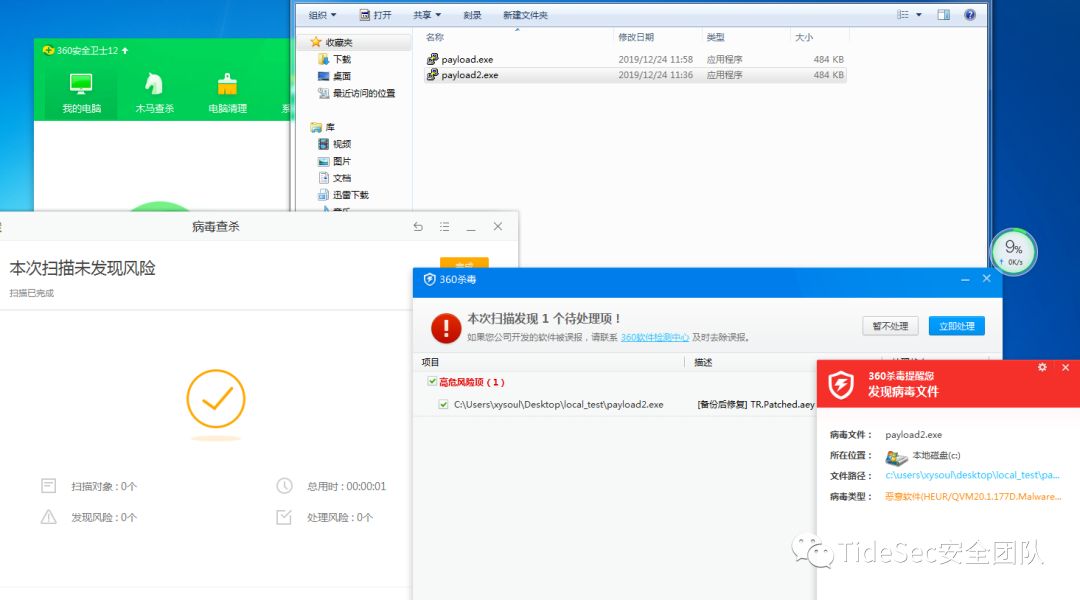 组织 打开 共享 刻录 新建文件夹
收藏夹
下载
桌面
最近访问的位置
库
视频
图片
文档
迅雷下载
音乐
名称 修改日期 类型 大小
payload.exe 2019/12/24 11:58 应用程序 484 KB
payload2.exe 2019/12/24 11:36 应用程序 484 KB
360安全卫士12
我的电脑 木马查杀 电脑清理 系
病毒查杀
本次扫描未发现风险
扫描已完成
完成
扫描对象:0个 总用时:00:00:01
发现风险:0个 处理风险:0个
9%
0K/s
360杀毒
本次扫描发现 1 个待处理项！
如果您公司开发的软件被误报，请联系 360软件检测中心 及时去除误报。
暂不处理 立即处理
项目 描述
高危风险项（1）
C:\Users\xysoul\Desktop\local_test\payload2.exe [备份后修复] TR.Patched.aey
360杀毒提醒您
发现病毒文件
病毒文件： payload2.exe
所在位置： 本地磁盘(c:)
文件路径： c:\users\xysoul\desktop\local_test\pa...
病毒类型： 恶意软件(HEUR/QVM20.1.177D.Malware...
TideSec安全团队